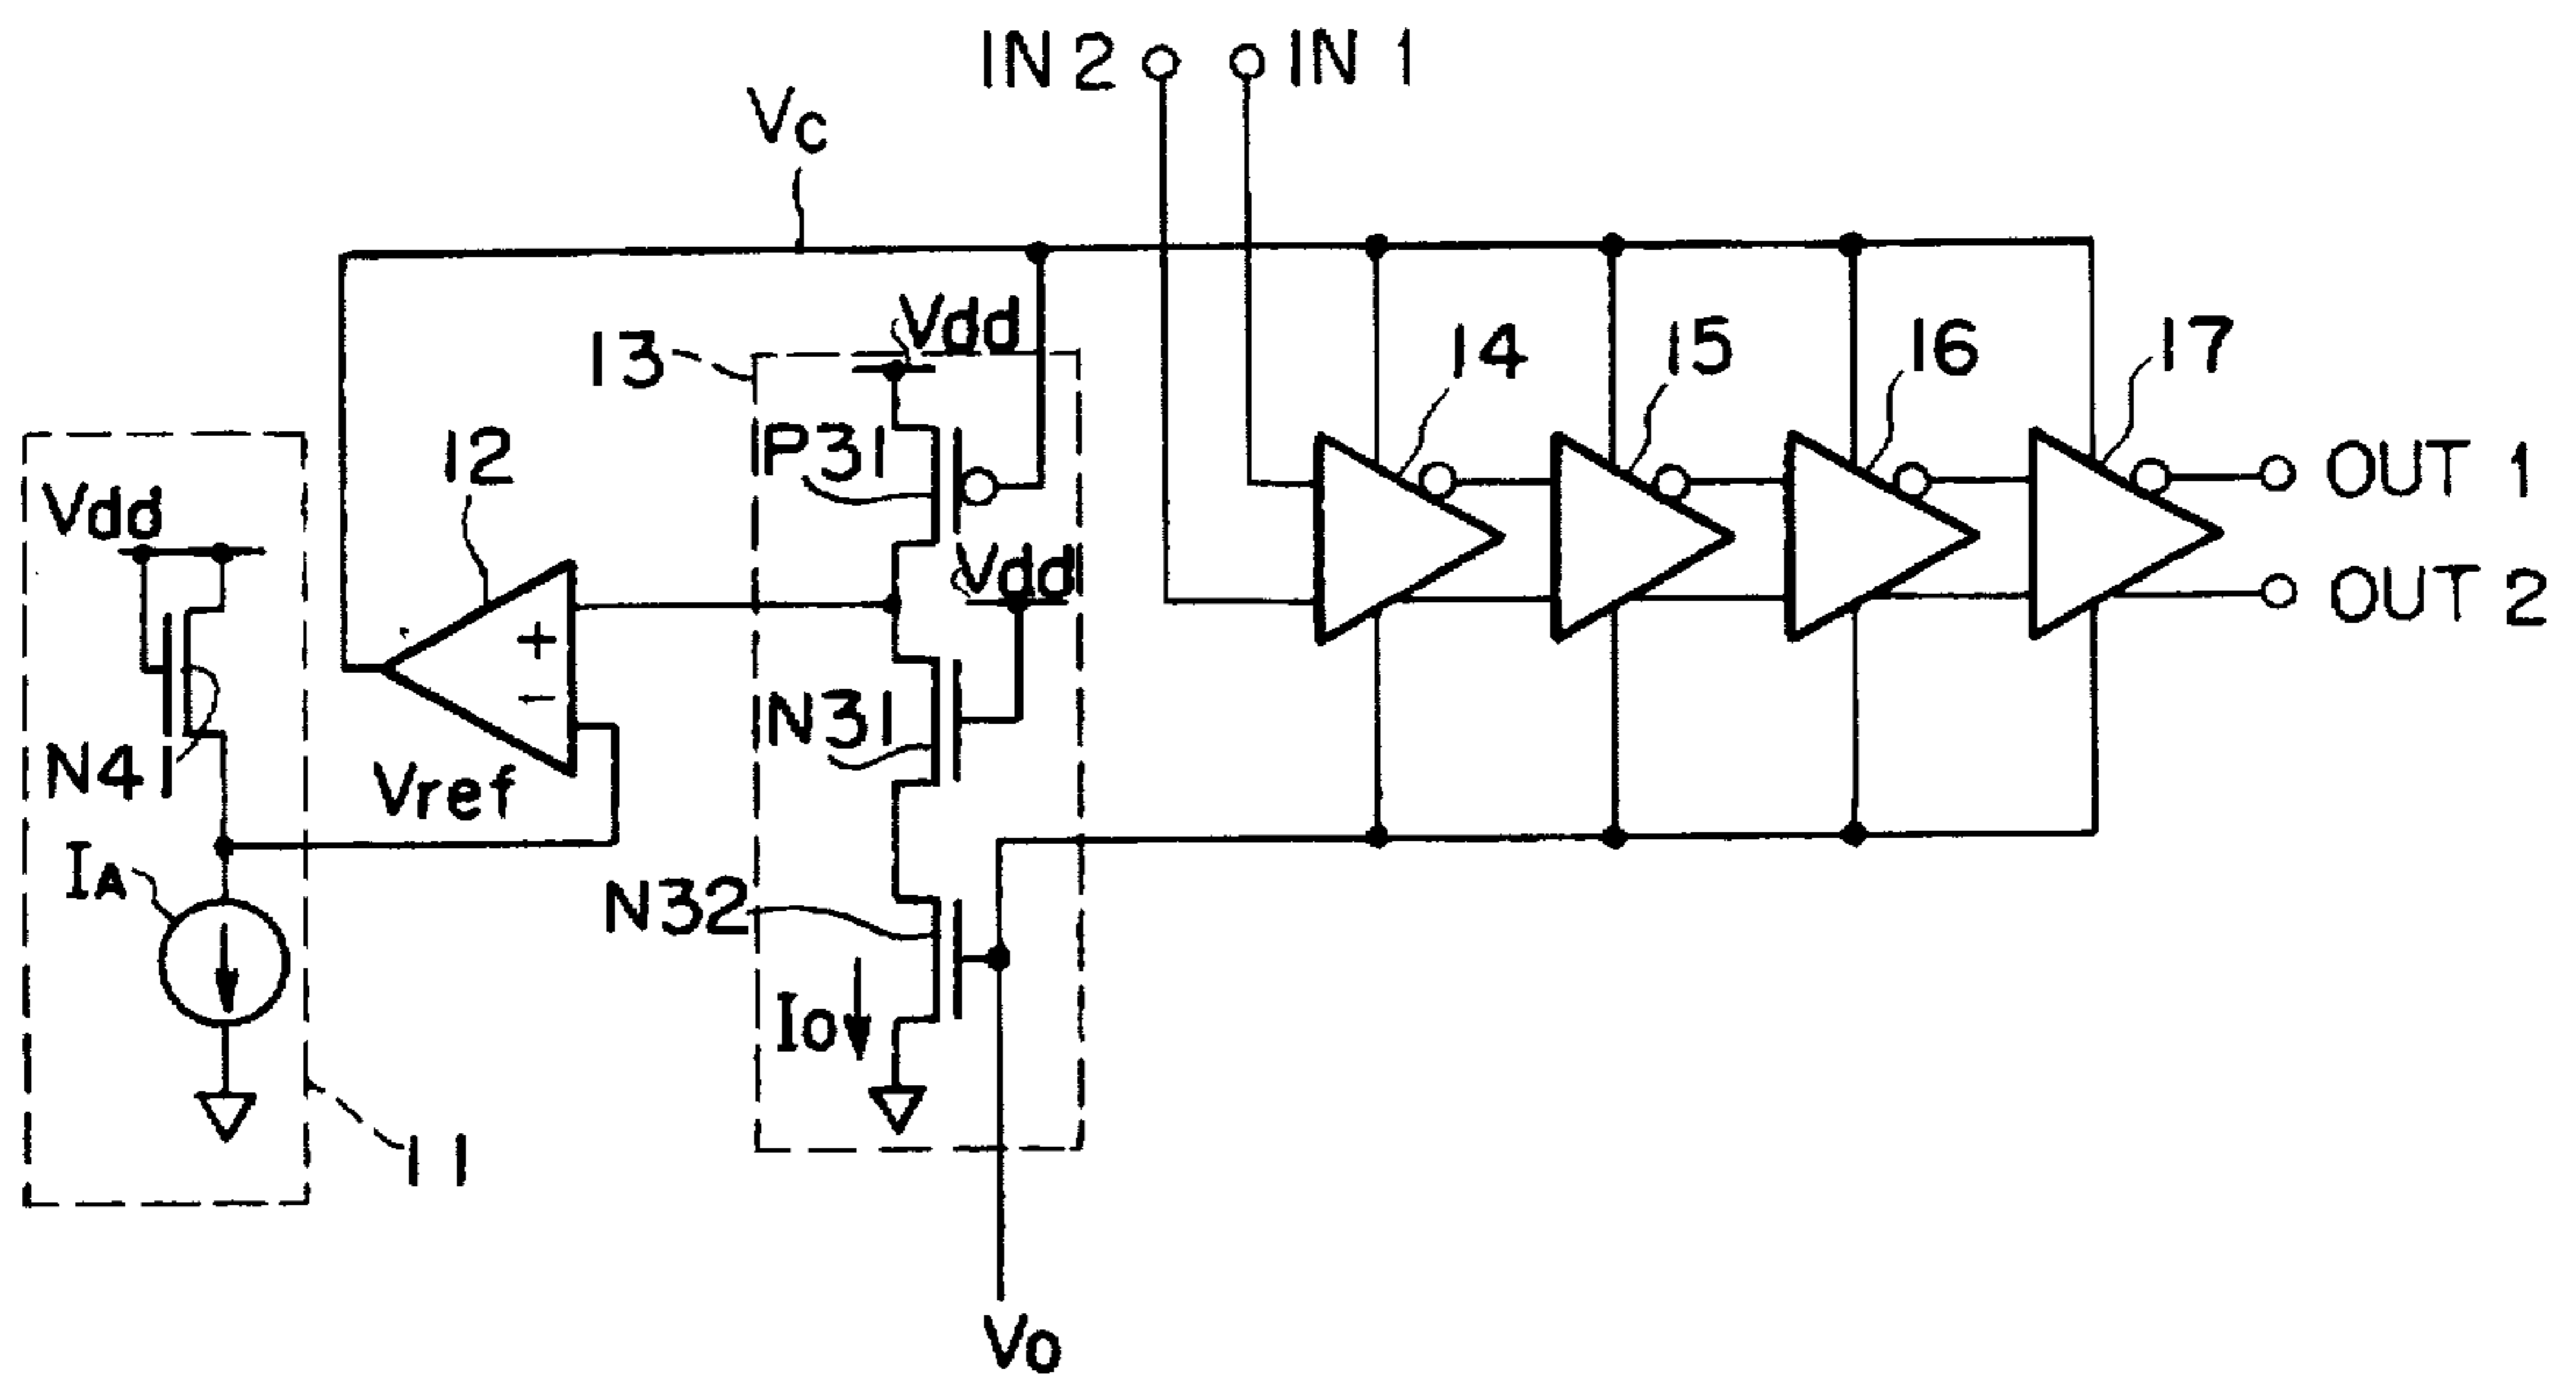 IN 2 IN 1
Vc
Vdd
13
14 15 16 17
P31
12
OUT 1
Vdd
Vdd
OUT 2
+
−
N31
N41
Vref
IA
N32
Io
11
Vo